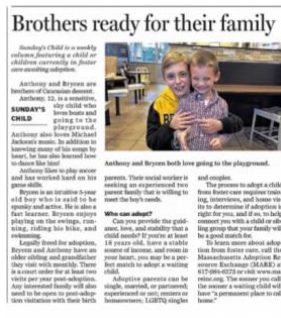 Brothers ready for their family
Sunday's Child is a weekly
column featuring a child or
children currently in foster
care awaiting adoption.
Anthony and Brycen are
brothers of Caucasian descent.
Anthony, 12, is a sensitive,
shy child who
loves boats and
going to the
playground.
SUNDAY'S
CHILD
Anthony also loves Michael
Jackson's music. In addition to
knowing many of his songs by
heart, he has also learned how
to dance like him!
Anthony likes to play soccer
and has worked hard on his
game skills.
Brycen is an intuitive 5-year
old boy who is said to be
spunky and active. He is also a
fast learner. Brycen enjoys
playing on the swings, run-
ning, riding his bike, and
swimming.
Legally freed for adoption,
Brycen and Anthony have an
older sibling and grandfather
they visit with monthly. There
is a court order for at least two
visits per year post-adoption.
Any interested family will also
need to be open to post-adop-
tion visitation with their birth
Anthony and Brycen both love going to the playground.
parents. Their social worker is
seeking an experienced two
parent family that is willing to
meet the boy's needs.
Who can adopt?
Can you provide the guid-
ance, love, and stability that a
child needs? If you're at least
18 years old, have a stable
source of income, and room in
your heart, you may be a per-
fect match to adopt a waiting
child.
Adoptive parents can be
single, married, or partnered;
experienced or not; renters or
homeowners; LGBTQ singles
and couples.
The process to adopt a child
from foster care requires train-
ing, interviews, and home vis-
its to determine if adoption is
right for you, and if so, to help
connect you with a child or sib-
ling group that your family will
be a good match for.
To learn more about adop-
tion from foster care, call the
Massachusetts Adoption Re-
source Exchange (MARE) at
617-964-6273 or visit www.ma
reinc.org. The sooner you call
the sooner a waiting child will
have "a permanent place to call
home."